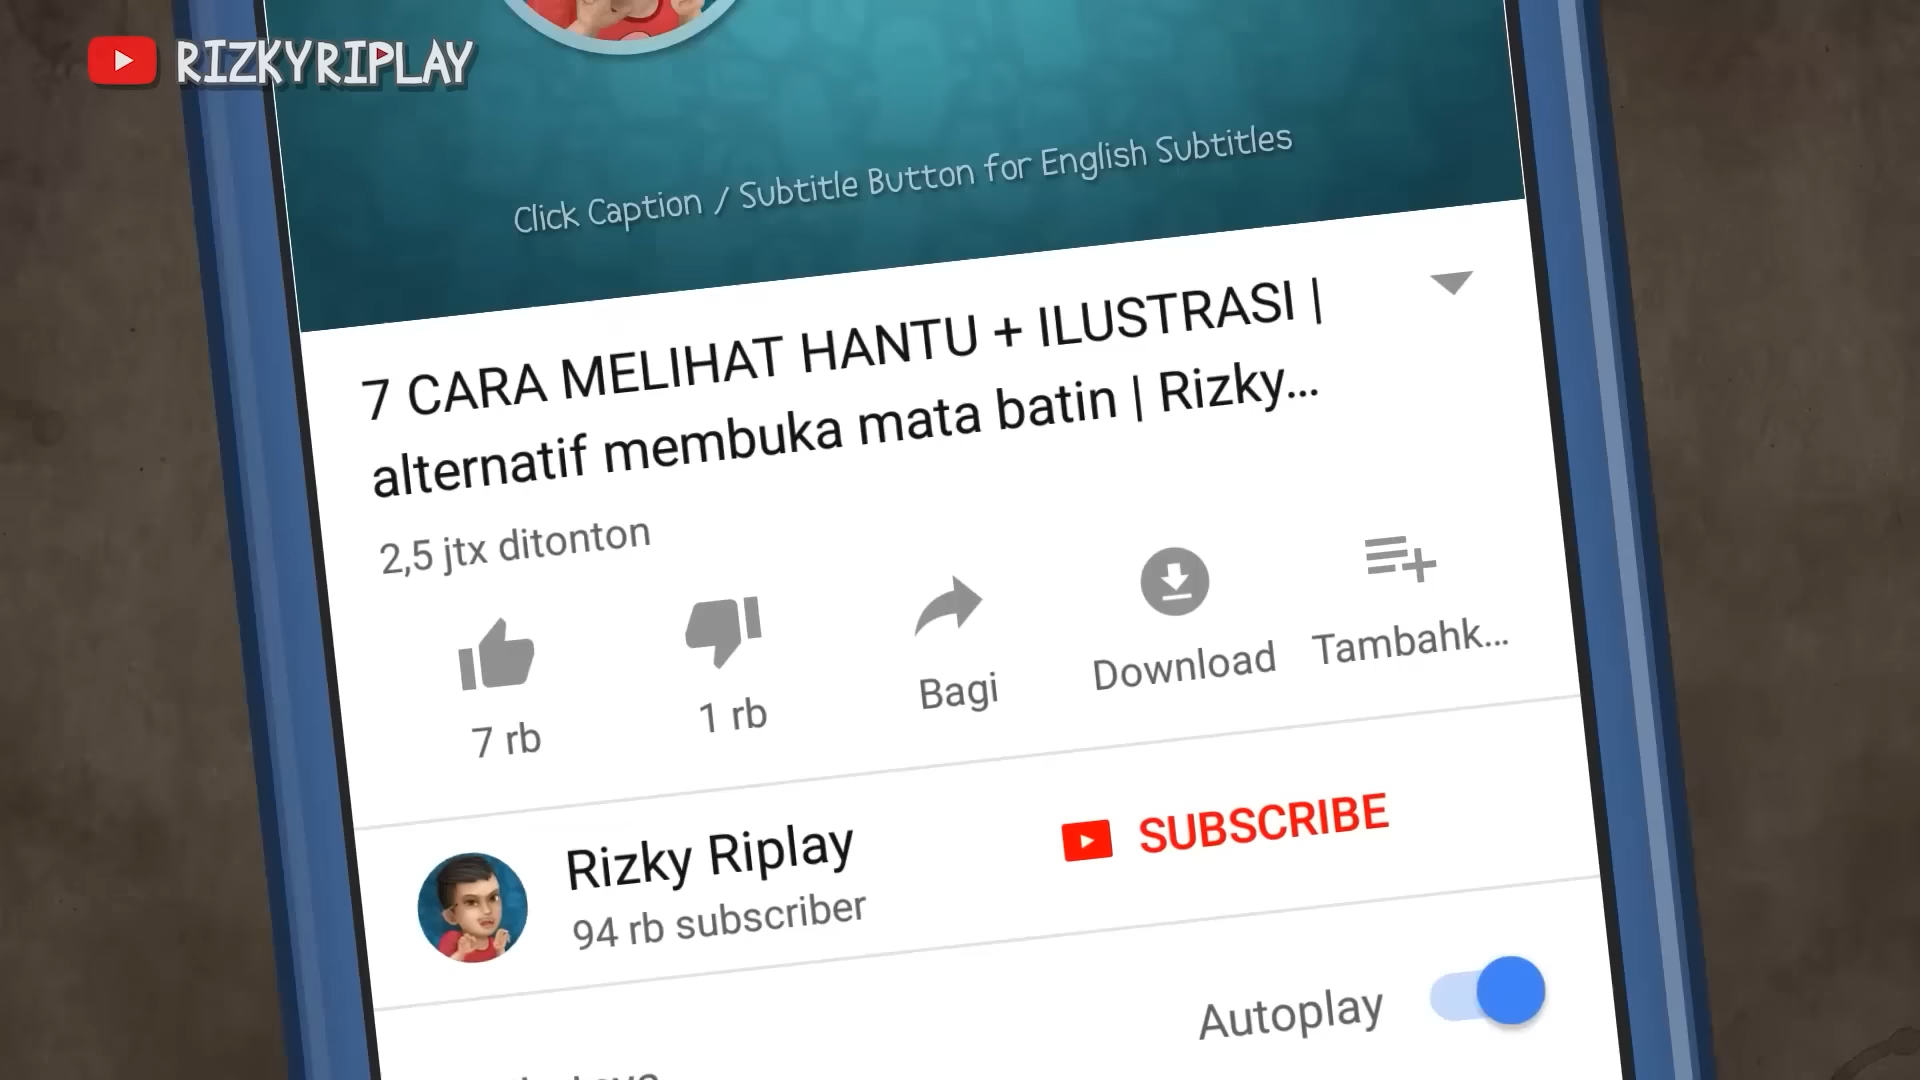 RIZKYRIPLAY
Click Caption / Subtitle Button for English Subtitles
7 CARA MELIHAT HANTU + ILUSTRASI |
alternatif membuka mata batin | Rizky...
2,5 jtx ditonton
7 rb
1 rb
Bagi
Download
Tambahk...
Rizky Riplay
SUBSCRIBE
94 rb subscriber
Autoplay